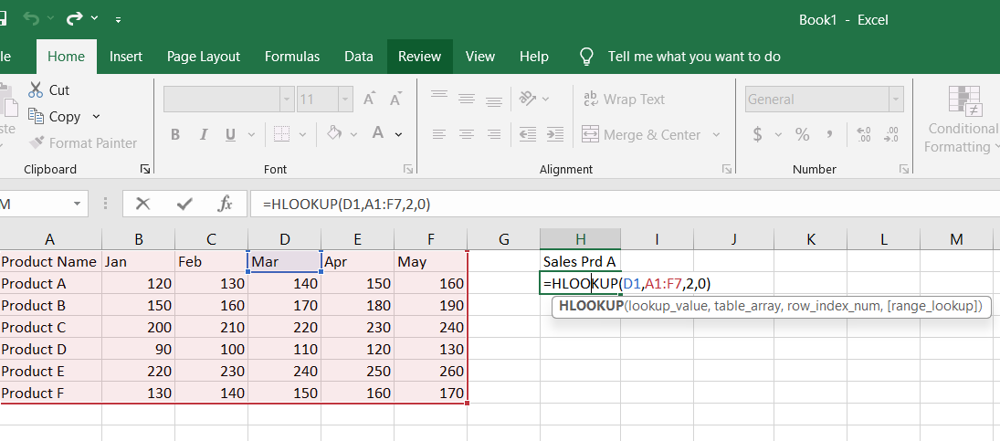 Book1 - Excel
le Home Insert Page Layout Formulas Data Review View Help Tell me what you want to do
Cut
Copy
Format Painter
ste
Clipboard
11 A A
B I U A
Font
ab Wrap Text
Merge & Center
Alignment
General
$ % ,
Number
Conditional
Formatting
M fx =HLOOKUP(D1,A1:F7,2,0)
A B C D E F G H I J K L M
Product Name Jan Feb Mar Apr May Sales Prd A
Product A 120 130 140 150 160 =HLOOKUP(D1,A1:F7,2,0)
Product B 150 160 170 180 190 HLOOKUP(lookup_value, table_array, row_index_num, [range_lookup])
Product C 200 210 220 230 240
Product D 90 100 110 120 130
Product E 220 230 240 250 260
Product F 130 140 150 160 170